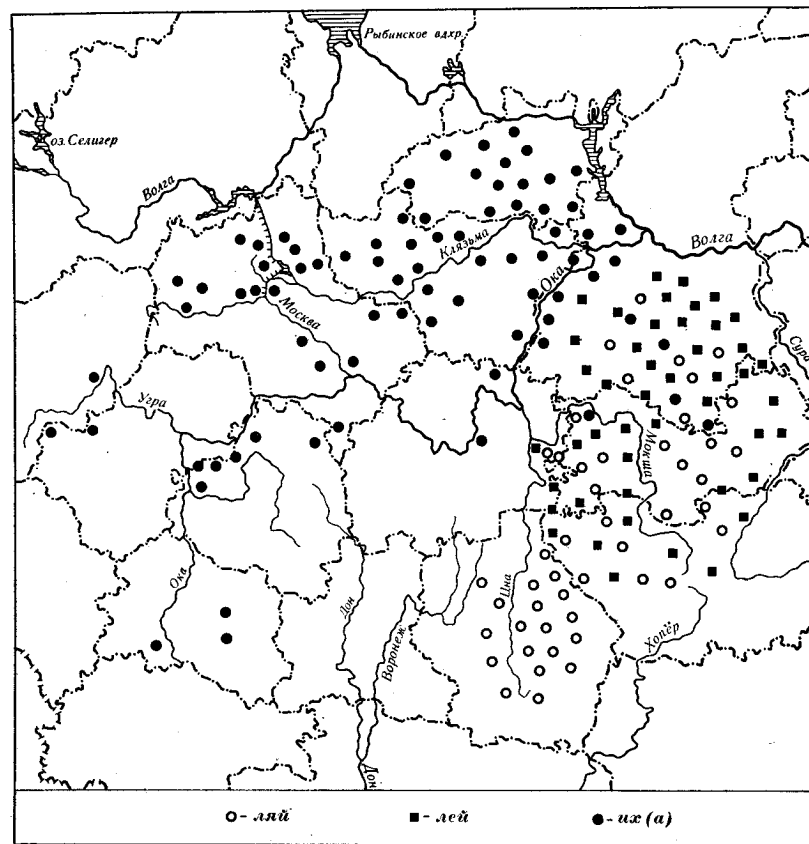 Рыбинское вдхр.
оз. Селигер
Волга
Волга
Клязьма
Ока
Москва
Сура
Угра
Мокша
Ока
Дон
Цна
Воронеж
Хопёр
Дон
- ляй
- лей
- их (а)